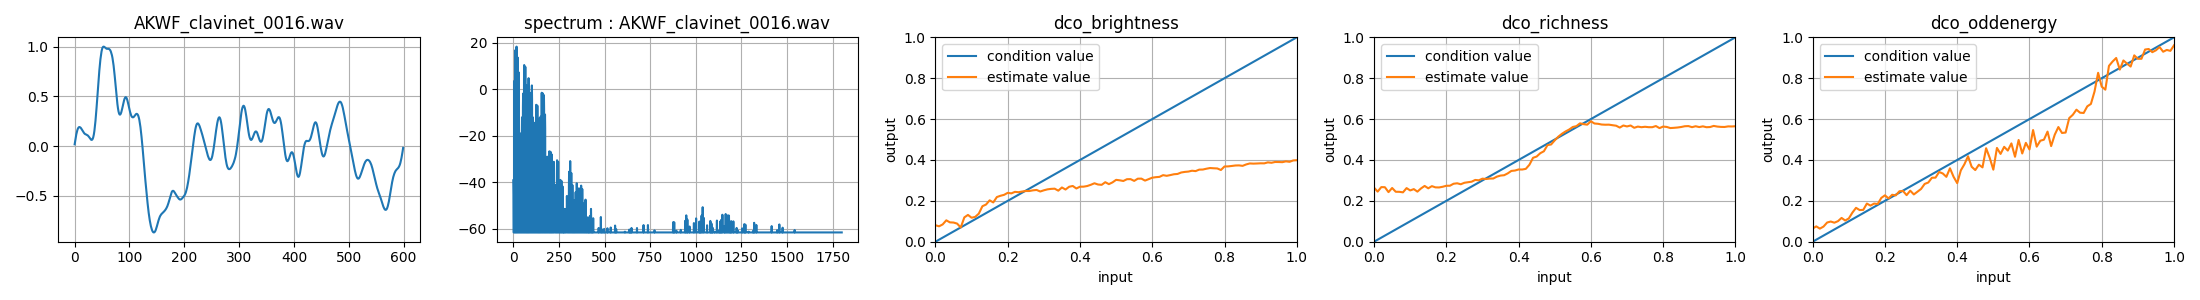 AKWF_clavinet_0016.wav
1.0
0.5
0.0
−0.5
0 100 200 300 400 500 600
spectrum : AKWF_clavinet_0016.wav
20
0
−20
−40
−60
0 250 500 750 1000 1250 1500 1750
dco_brightness
condition value
estimate value
output
1.0
0.8
0.6
0.4
0.2
0.0
0.0 0.2 0.4 0.6 0.8 1.0
input
dco_richness
condition value
estimate value
output
1.0
0.8
0.6
0.4
0.2
0.0
0.0 0.2 0.4 0.6 0.8 1.0
input
dco_oddenergy
condition value
estimate value
output
1.0
0.8
0.6
0.4
0.2
0.0
0.0 0.2 0.4 0.6 0.8 1.0
input